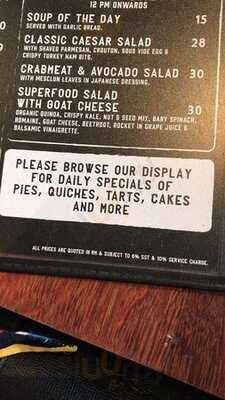 12 PM ONWARDS
SOUP OF THE DAY 15
SERVED WITH GARLIC BREAD.
CLASSIC CAESAR SALAD 28
WITH SHAVED PARMESAN, CROUTON, SOUS VIDE EGG &
CRISPY TURKEY HAM BITS.
CRABMEAT & AVOCADO SALAD 30
WITH MESCLUN LEAVES IN JAPANESE DRESSING.
SUPERFOOD SALAD
WITH GOAT CHEESE 30
ORGANIC QUINOA, CRISPY KALE, NUT & SEED MIX, BABY SPINACH,
ROMAINE, GOAT CHEESE, BEETROOT, ROCKET IN GRAPE JUICE &
BALSAMIC VINAIGRETTE.
PLEASE BROWSE OUR DISPLAY
FOR DAILY SPECIALS OF
PIES, QUICHES, TARTS, CAKES
AND MORE
ALL PRICES ARE QUOTED IN RM & SUBJECT TO 6% SST & 10% SERVICE CHARGE.